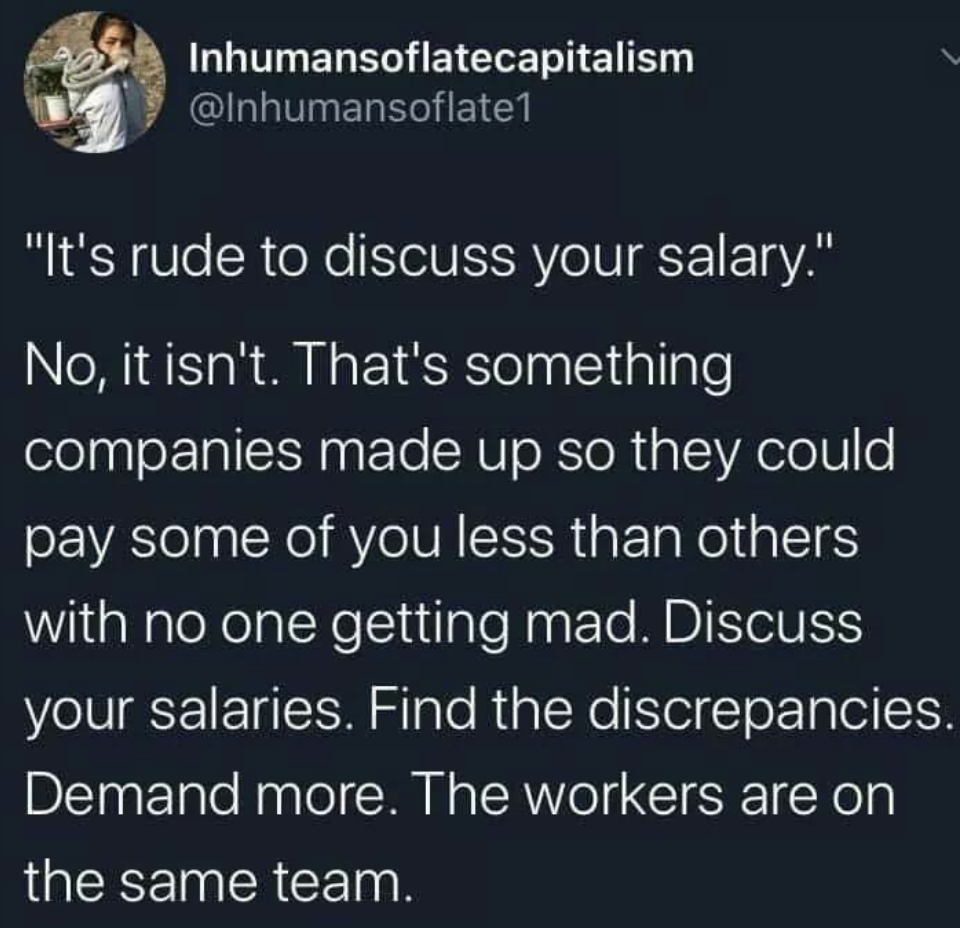 Inhumansoflatecapitalism
@Inhumansoflate1
"It's rude to discuss your salary."
No, it isn't. That's something
companies made up so they could
pay some of you less than others
with no one getting mad. Discuss
your salaries. Find the discrepancies.
Demand more. The workers are on
the same team.